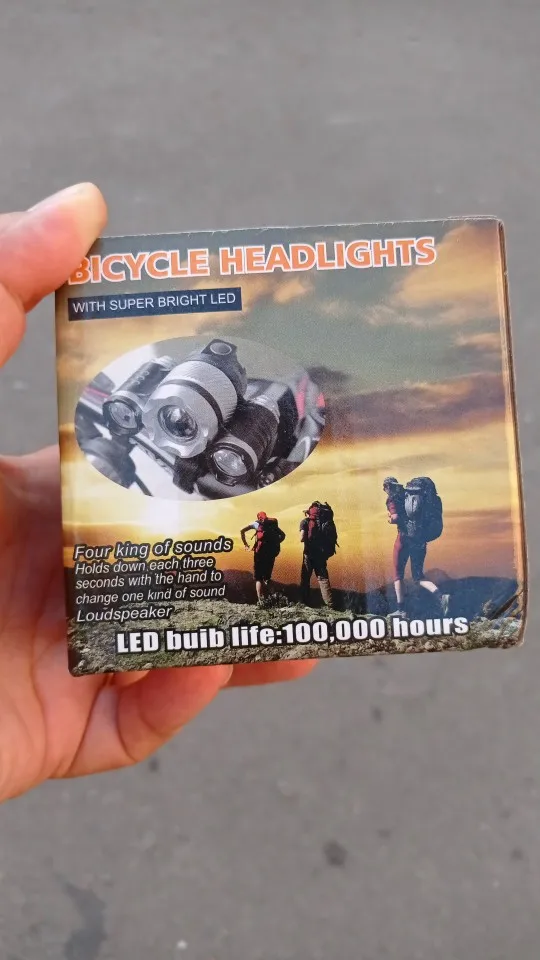 BICYCLE HEADLIGHTS
WITH SUPER BRIGHT LED
Four king of sounds
Holds down each three
seconds with the hand to
change one kind of sound
Loudspeaker
LED buib life:100,000 hours